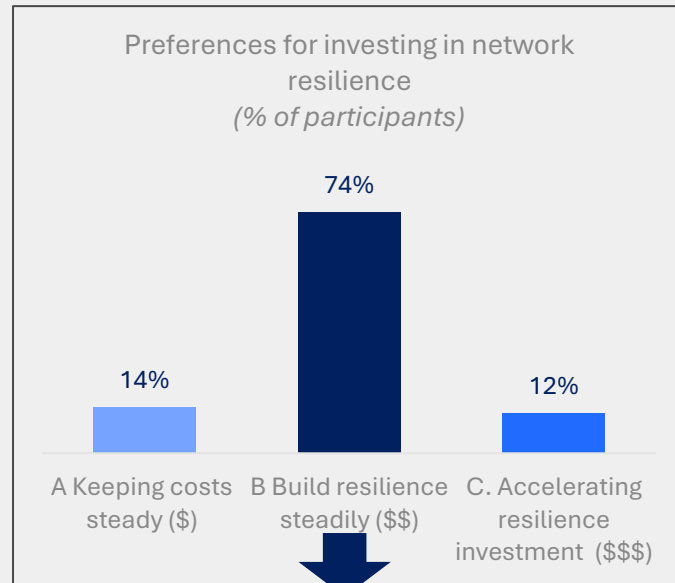 Preferences for investing in network
resilience
(% of participants)
74%
14%
12%
A Keeping costs
steady ($)
B Build resilience
steadily ($$)
C. Accelerating
resilience
investment ($$$)